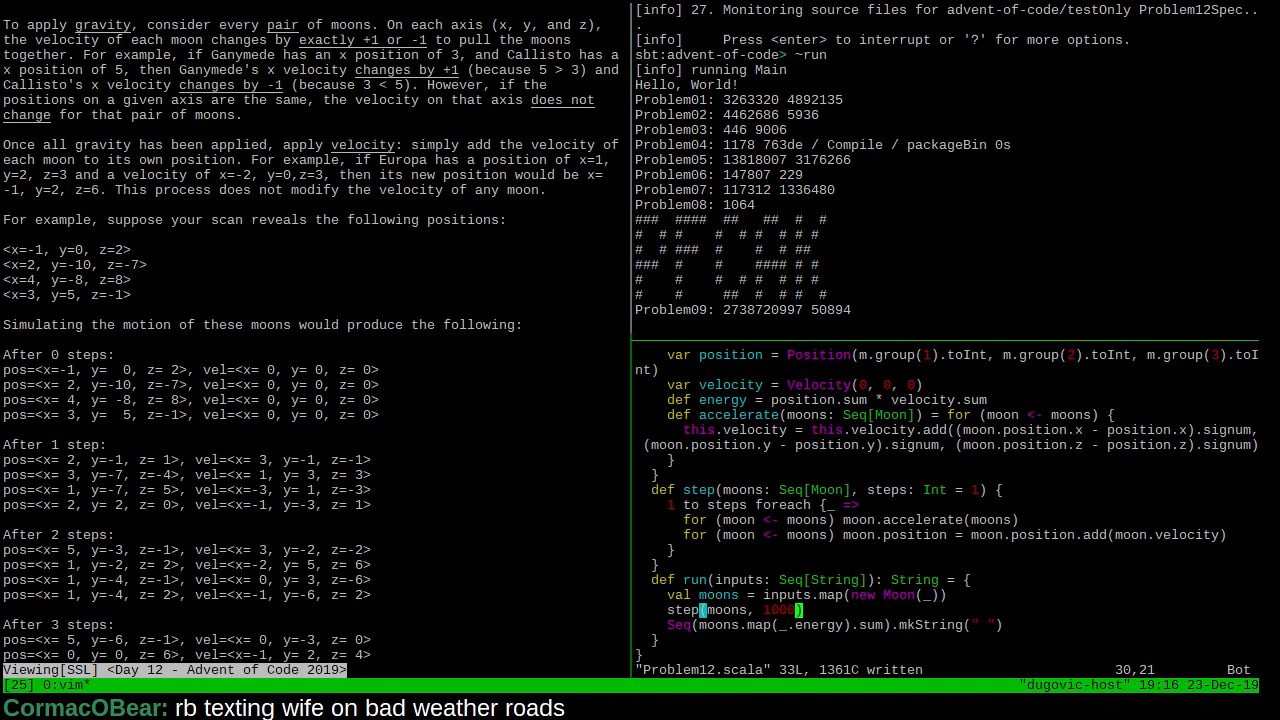 To apply gravity, consider every pair of moons. On each axis (x, y, and z),
the velocity of each moon changes by exactly +1 or -1 to pull the moons
together. For example, if Ganymede has an x position of 3, and Callisto has a
x position of 5, then Ganymede's x velocity changes by +1 (because 5 > 3) and
Callisto's x velocity changes by -1 (because 3 < 5). However, if the
positions on a given axis are the same, the velocity on that axis does not
change for that pair of moons.
Once all gravity has been applied, apply velocity: simply add the velocity of
each moon to its own position. For example, if Europa has a position of x=1,
y=2, z=3 and a velocity of x=-2, y=0,z=3, then its new position would be x=
-1, y=2, z=6. This process does not modify the velocity of any moon.
For example, suppose your scan reveals the following positions:
<x=-1, y=0, z=2>
<x=2, y=-10, z=-7>
<x=4, y=-8, z=8>
<x=3, y=5, z=-1>
Simulating the motion of these moons would produce the following:
After 0 steps:
pos=<x=-1, y=  0, z= 2>, vel=<x= 0, y= 0, z= 0>
pos=<x= 2, y=-10, z=-7>, vel=<x= 0, y= 0, z= 0>
pos=<x= 4, y= -8, z= 8>, vel=<x= 0, y= 0, z= 0>
pos=<x= 3, y=  5, z=-1>, vel=<x= 0, y= 0, z= 0>
After 1 step:
pos=<x= 2, y=-1, z= 1>, vel=<x= 3, y=-1, z=-1>
pos=<x= 3, y=-7, z=-4>, vel=<x= 1, y= 3, z= 3>
pos=<x= 1, y=-7, z= 5>, vel=<x=-3, y= 1, z=-3>
pos=<x= 2, y= 2, z= 0>, vel=<x=-1, y=-3, z= 1>
After 2 steps:
pos=<x= 5, y=-3, z=-1>, vel=<x= 3, y=-2, z=-2>
pos=<x= 1, y=-2, z= 2>, vel=<x=-2, y= 5, z= 6>
pos=<x= 1, y=-4, z=-1>, vel=<x= 0, y= 3, z=-6>
pos=<x= 1, y=-4, z= 2>, vel=<x=-1, y=-6, z= 2>
After 3 steps:
pos=<x= 5, y=-6, z=-1>, vel=<x= 0, y=-3, z= 0>
pos=<x= 0, y= 0, z= 6>, vel=<x=-1, y= 2, z= 4>
Viewing[SSL] <Day 12 - Advent of Code 2019>
[info] 27. Monitoring source files for advent-of-code/testOnly Problem12Spec..
.
[info]     Press <enter> to interrupt or '?' for more options.
sbt:advent-of-code> ~run
[info] running Main
Hello, World!
Problem01: 3263320 4892135
Problem02: 4462686 5936
Problem03: 446 9006
Problem04: 1178 763de / Compile / packageBin 0s
Problem05: 13818007 3176266
Problem06: 147807 229
Problem07: 117312 1336480
Problem08: 1064
###  ####  ##   ##  #  #
#  # #    #  # #  # # #
#  # ###  #    #  # ##
###  #    #    #### # #
#    #    #  # #  # # #
#    #     ##  #  # #  #
Problem09: 2738720997 50894
    var position = Position(m.group(1).toInt, m.group(2).toInt, m.group(3).toI
nt)
    var velocity = Velocity(0, 0, 0)
    def energy = position.sum * velocity.sum
    def accelerate(moons: Seq[Moon]) = for (moon <- moons) {
      this.velocity = this.velocity.add((moon.position.x - position.x).signum,
 (moon.position.y - position.y).signum, (moon.position.z - position.z).signum)
    }
  }
  def step(moons: Seq[Moon], steps: Int = 1) {
    1 to steps foreach {_ =>
      for (moon <- moons) moon.accelerate(moons)
      for (moon <- moons) moon.position = moon.position.add(moon.velocity)
    }
  }
  def run(inputs: Seq[String]): String = {
    val moons = inputs.map(new Moon(_))
    step(moons, 1000)
    Seq(moons.map(_.energy).sum).mkString(" ")
  }
}
"Problem12.scala" 33L, 1361C written                        30,21         Bot
[25] 0:vim*
"dugovic-host" 19:16 23-Dec-19
CormacOBear: rb texting wife on bad weather roads